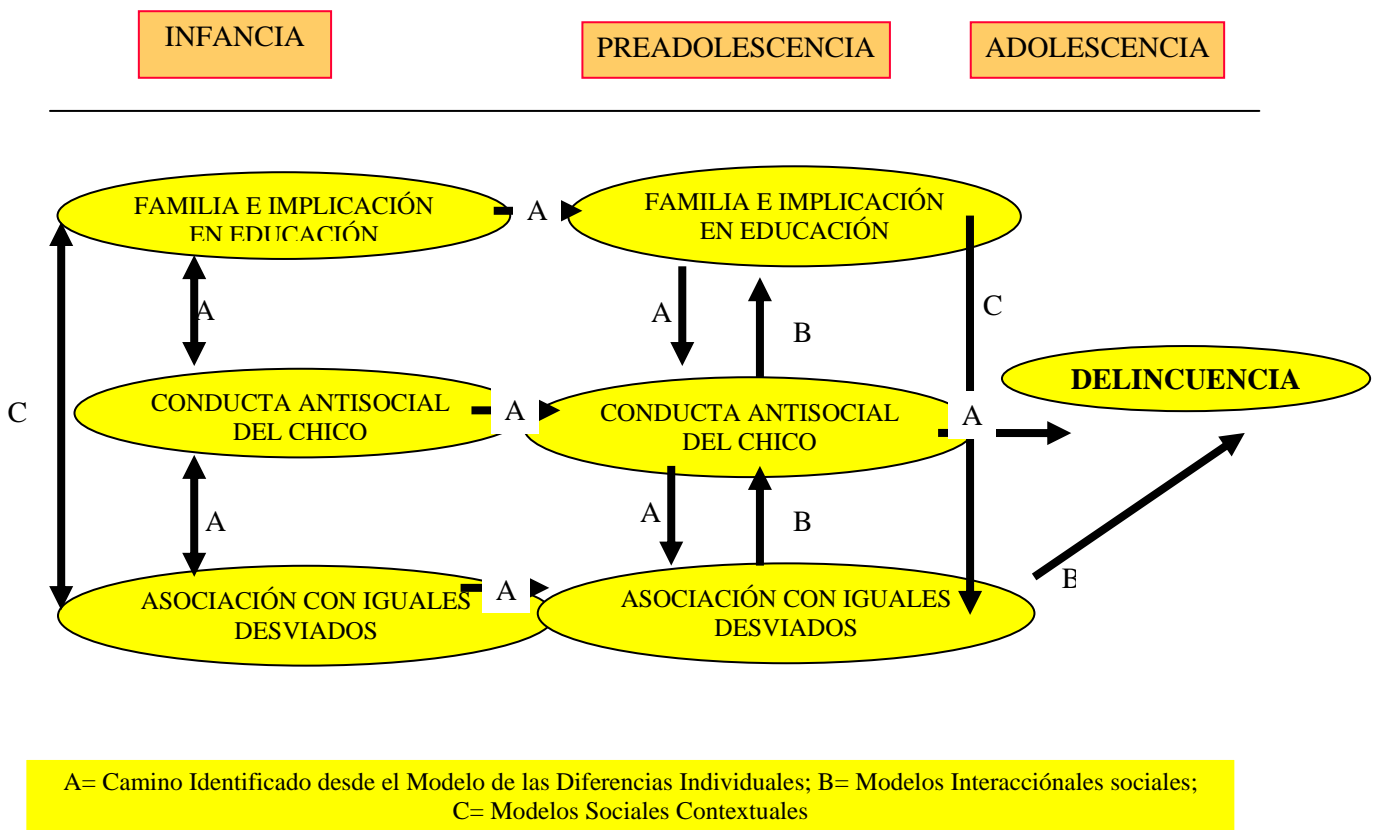 INFANCIA
PREADOLESCENCIA
ADOLESCENCIA
FAMILIA E IMPLICACIÓN
EN EDUCACIÓN
A
FAMILIA E IMPLICACIÓN
EN EDUCACIÓN
A
A
B
C
C
CONDUCTA ANTISOCIAL
DEL CHICO
A
CONDUCTA ANTISOCIAL
DEL CHICO
A
DELINCUENCIA
A
A
B
ASOCIACIÓN CON IGUALES
DESVIADOS
A
ASOCIACIÓN CON IGUALES
DESVIADOS
B
A= Camino Identificado desde el Modelo de las Diferencias Individuales; B= Modelos Interacciónales sociales;
C= Modelos Sociales Contextuales